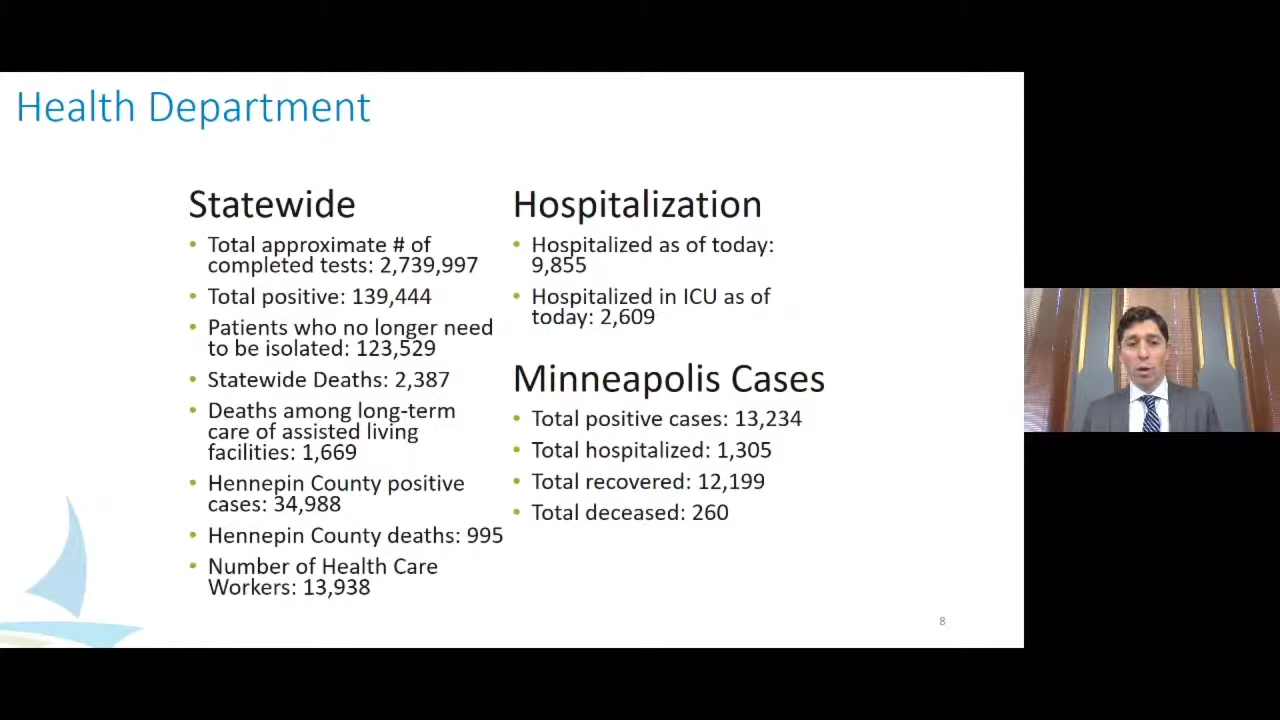 Health Department
Statewide
• Total approximate # of
completed tests: 2,739,997
• Total positive: 139,444
• Patients who no longer need
to be isolated: 123,529
• Statewide Deaths: 2,387
• Deaths among long-term
care of assisted living
facilities: 1,669
• Hennepin County positive
cases: 34,988
• Hennepin County deaths: 995
• Number of Health Care
Workers: 13,938
Hospitalization
• Hospitalized as of today:
9,855
• Hospitalized in ICU as of
today: 2,609
Minneapolis Cases
• Total positive cases: 13,234
• Total hospitalized: 1,305
• Total recovered: 12,199
• Total deceased: 260
8